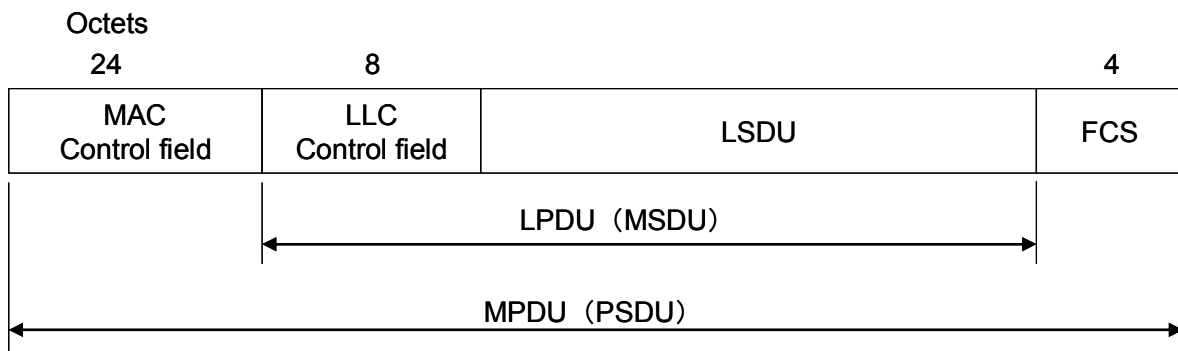 Octets
24 8 4
MAC
Control field
LLC
Control field
LSDU
FCS
LPDU（MSDU）
MPDU（PSDU）